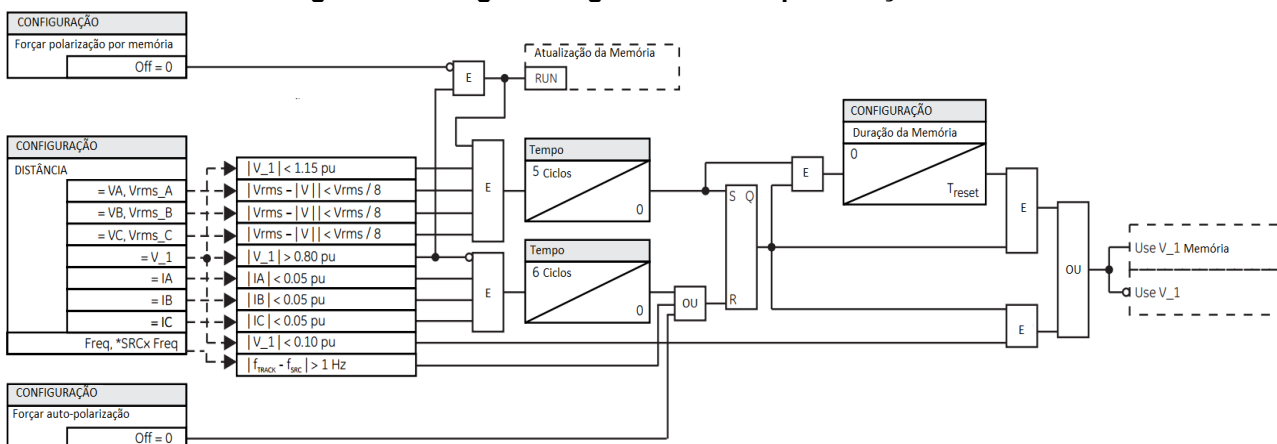 CONFIGURAÇÃO
Forçar polarização por memória
Off = 0
E
Atualização da Memória
RUN
CONFIGURAÇÃO
DISTÂNCIA
= VA, Vrms_A
= VB, Vrms_B
= VC, Vrms_C
= V_1
= IA
= IB
= IC
Freq, *SRCx Freq
| V_1 | < 1.15 pu
| Vrms – | V | | < Vrms / 8
| Vrms – | V | | < Vrms / 8
| Vrms – | V | | < Vrms / 8
| V_1 | > 0.80 pu
| IA | < 0.05 pu
| IB | < 0.05 pu
| IC | < 0.05 pu
| V_1 | < 0.10 pu
| fTRACK - fSRC | > 1 Hz
E
E
Tempo
5 Ciclos
0
Tempo
6 Ciclos
0
OU
S Q
R
E
CONFIGURAÇÃO
Duração da Memória
0
Treset
E
E
OU
Use V_1 Memória
Use V_1
CONFIGURAÇÃO
Forçar auto-polarização
Off = 0